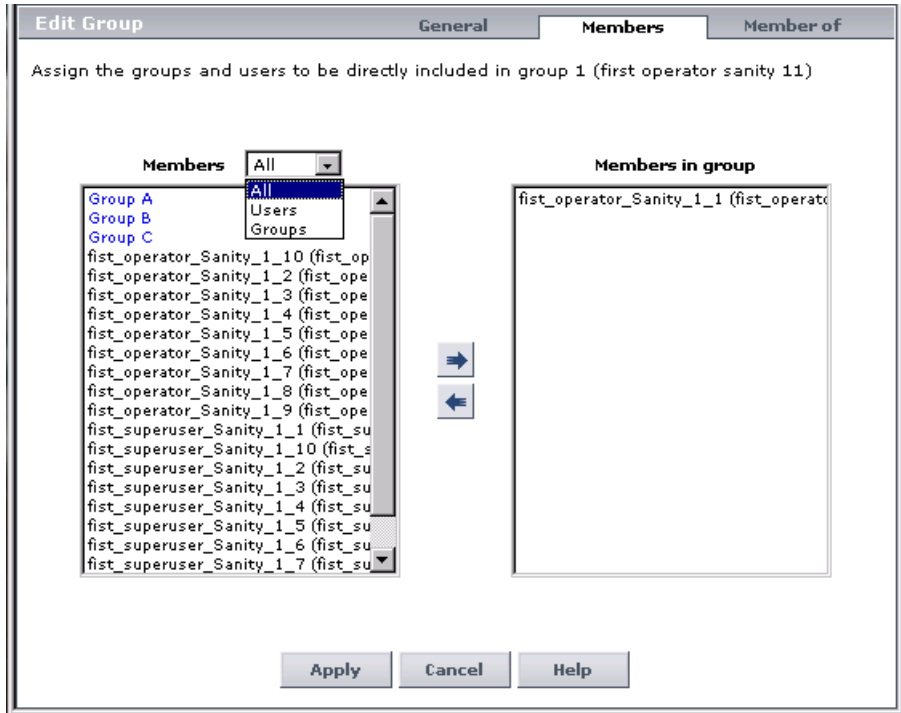 Edit Group
General
Members
Member of
Assign the groups and users to be directly included in group 1 (first operator sanity 11)
Members
All
All
Users
Groups
Group A
Group B
Group C
fist_operator_Sanity_1_10 (fist_op
fist_operator_Sanity_1_2 (fist_ope
fist_operator_Sanity_1_3 (fist_ope
fist_operator_Sanity_1_4 (fist_ope
fist_operator_Sanity_1_5 (fist_ope
fist_operator_Sanity_1_6 (fist_ope
fist_operator_Sanity_1_7 (fist_ope
fist_operator_Sanity_1_8 (fist_ope
fist_operator_Sanity_1_9 (fist_ope
fist_superuser_Sanity_1_1 (fist_su
fist_superuser_Sanity_1_10 (fist_s
fist_superuser_Sanity_1_2 (fist_su
fist_superuser_Sanity_1_3 (fist_su
fist_superuser_Sanity_1_4 (fist_su
fist_superuser_Sanity_1_5 (fist_su
fist_superuser_Sanity_1_6 (fist_su
fist_superuser_Sanity_1_7 (fist_su
Members in group
fist_operator_Sanity_1_1 (fist_operato
Apply
Cancel
Help